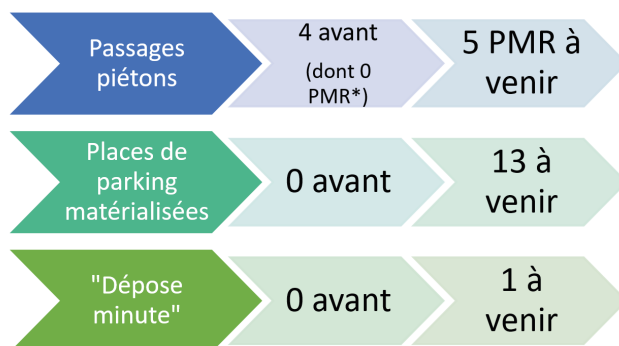 Passages
piétons
4 avant
(dont 0
PMR*)
5 PMR à
venir
Places de
parking
matérialisées
0 avant
13 à
venir
"Dépose
minute"
0 avant
1 à
venir